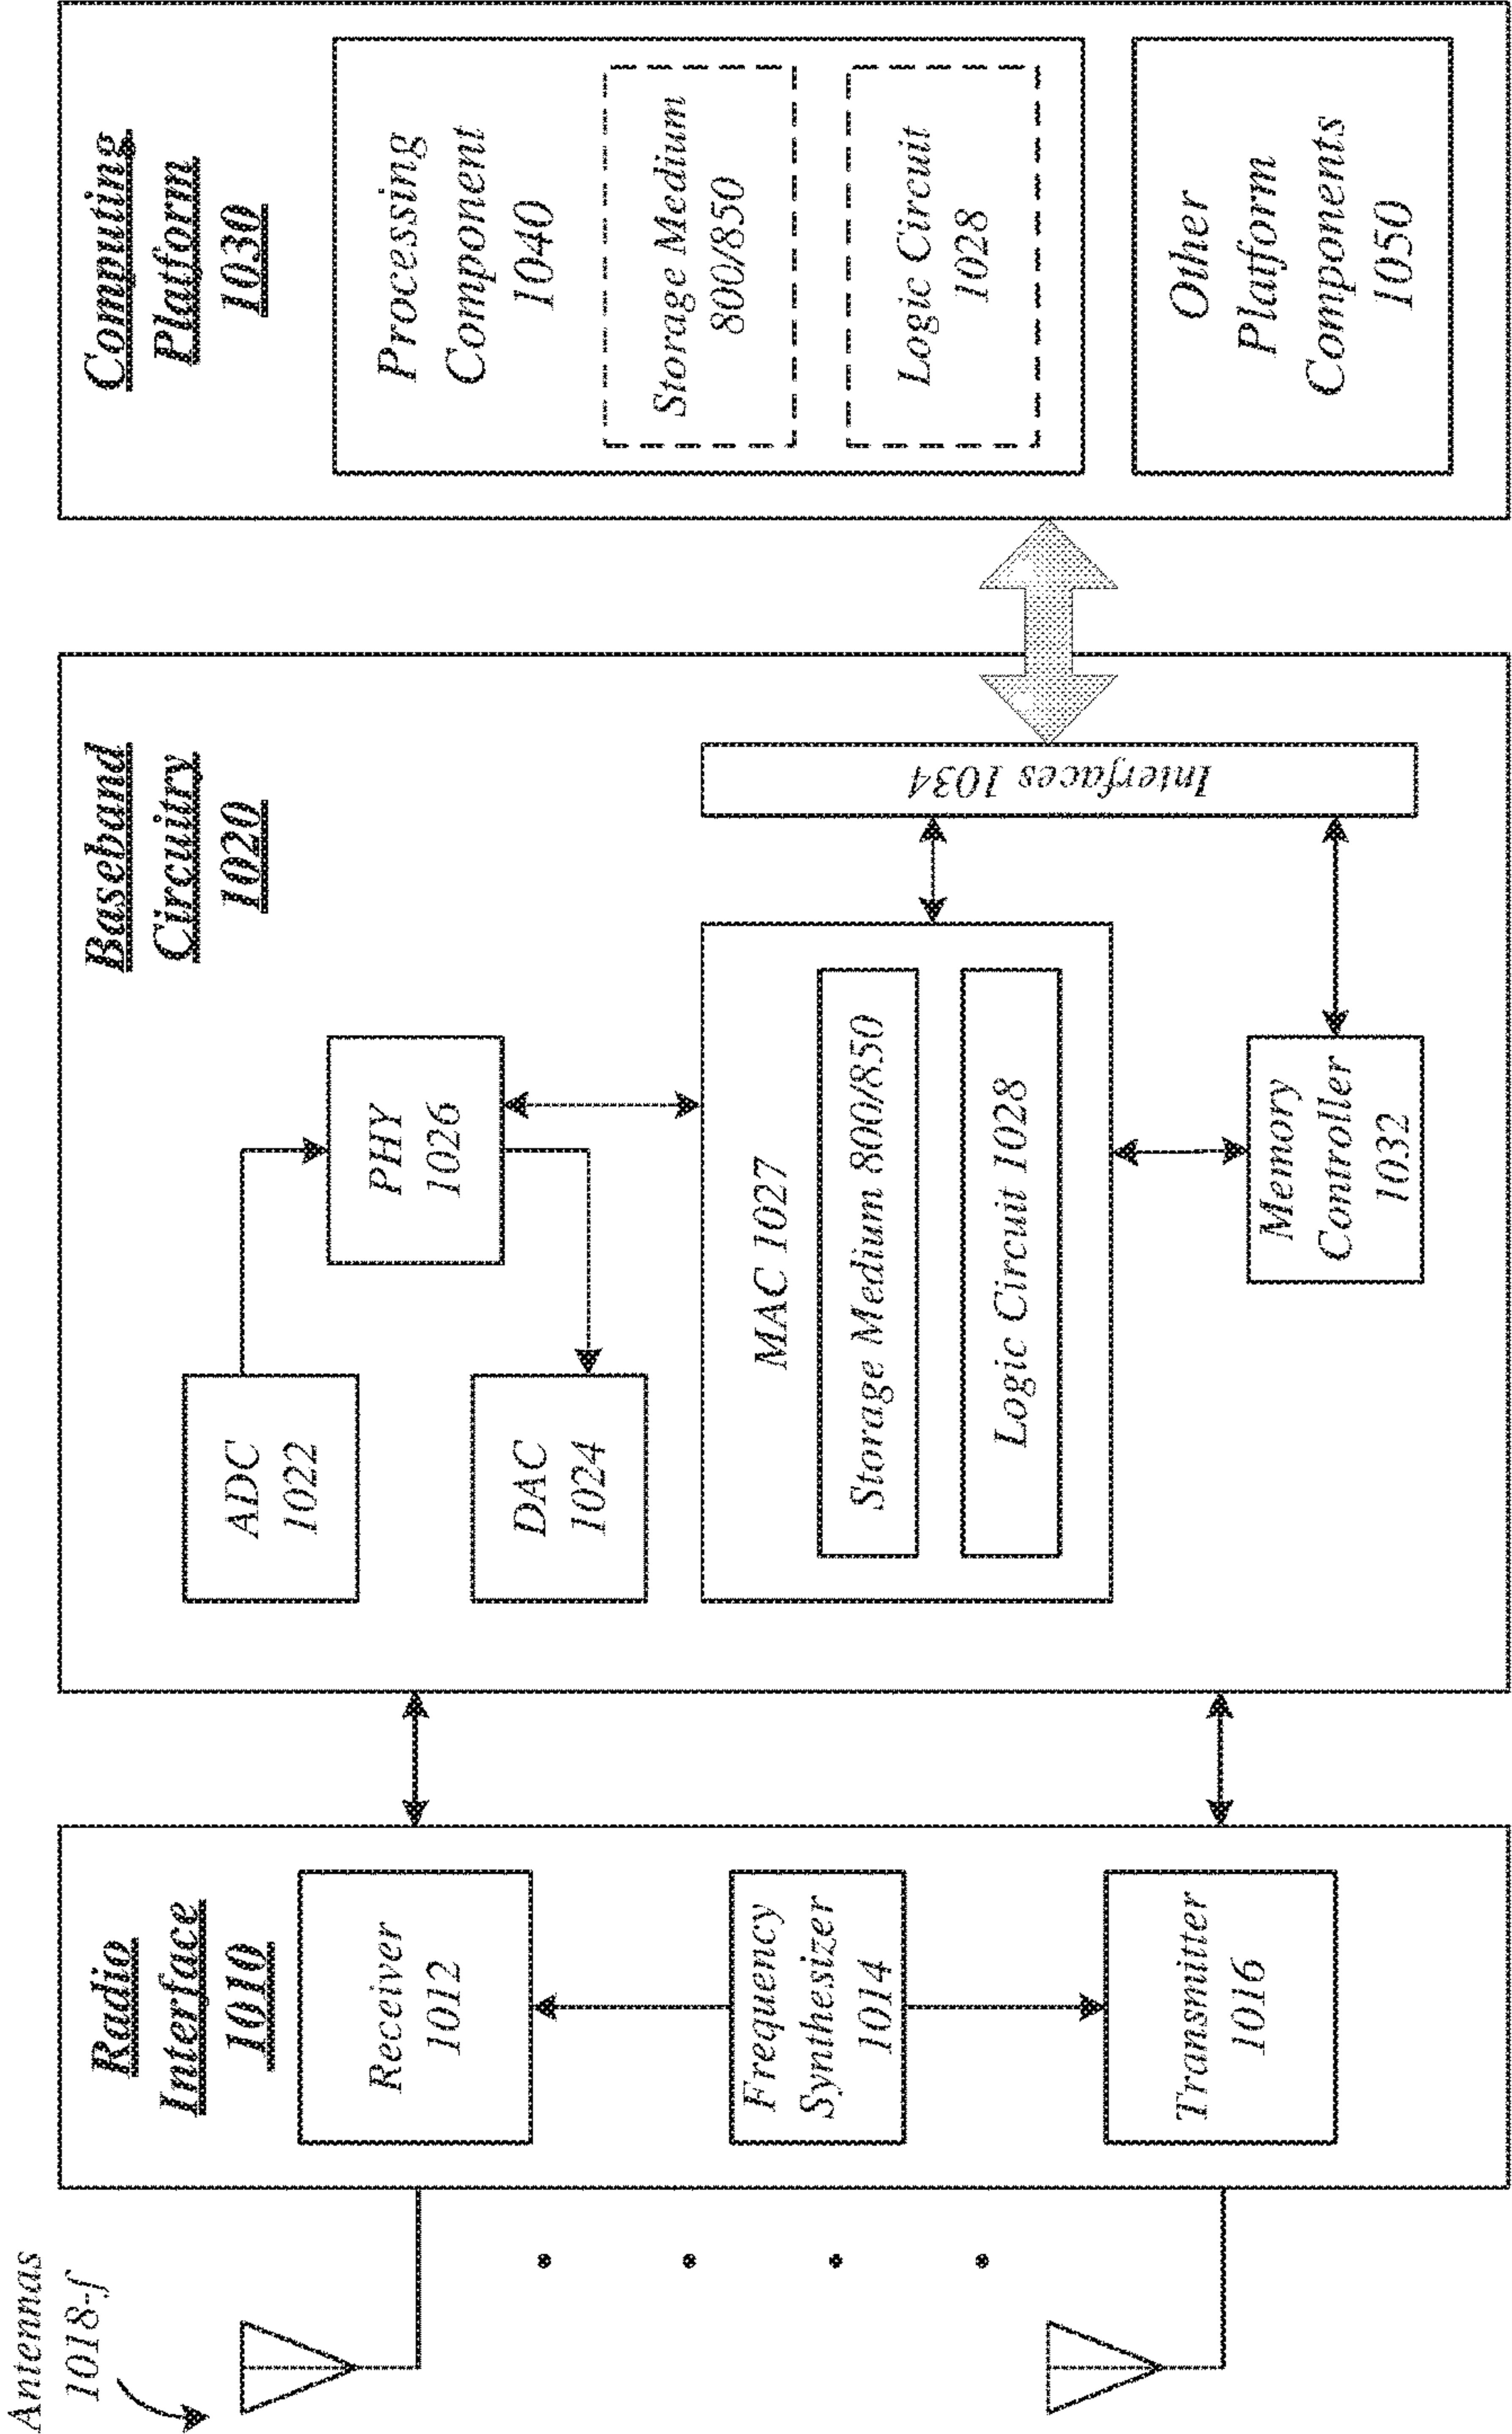 Antennas
1018-f
Radio
Interface
1010
Receiver
1012
Frequency
Synthesizer
1014
Transmitter
1016
Baseband
Circuitry
1020
ADC
1022
PHY
1026
DAC
1024
MAC 1027
Storage Medium 800/850
Logic Circuit 1028
Memory
Controller
1032
Interfaces 1034
Computing
Platform
1030
Processing
Component
1040
Storage Medium
800/850
Logic Circuit
1028
Other
Platform
Components
1050